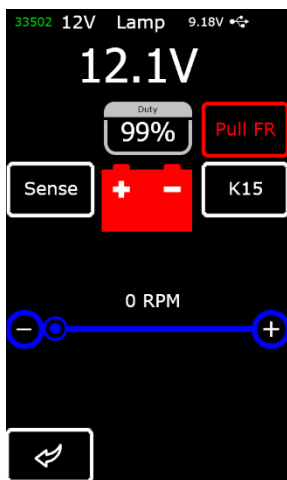 33502 12V Lamp 9.18V
12.1V
Duty
99%
Pull FR
Sense
+ -
K15
0 RPM
- +